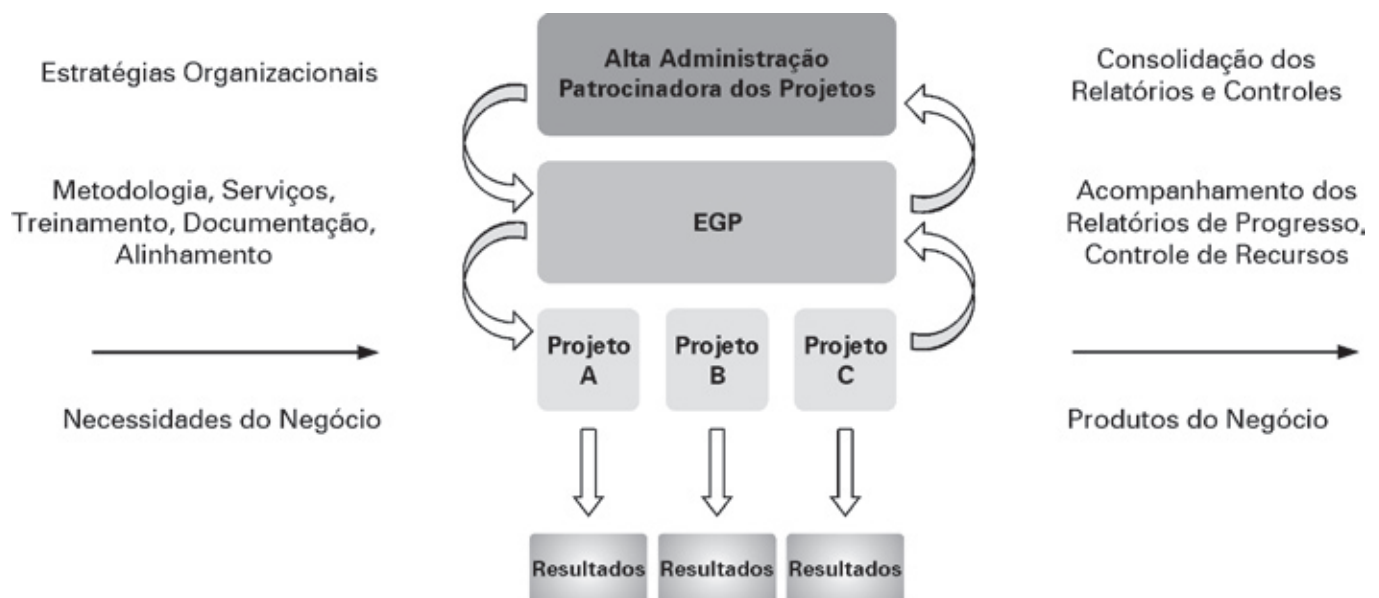 Estratégias Organizacionais
Alta Administração
Patrocinadora dos Projetos
Consolidação dos
Relatórios e Controles
Metodologia, Serviços,
Treinamento, Documentação,
Alinhamento
EGP
Acompanhamento dos
Relatórios de Progresso,
Controle de Recursos
Projeto
A
Projeto
B
Projeto
C
Necessidades do Negócio
Produtos do Negócio
Resultados
Resultados
Resultados